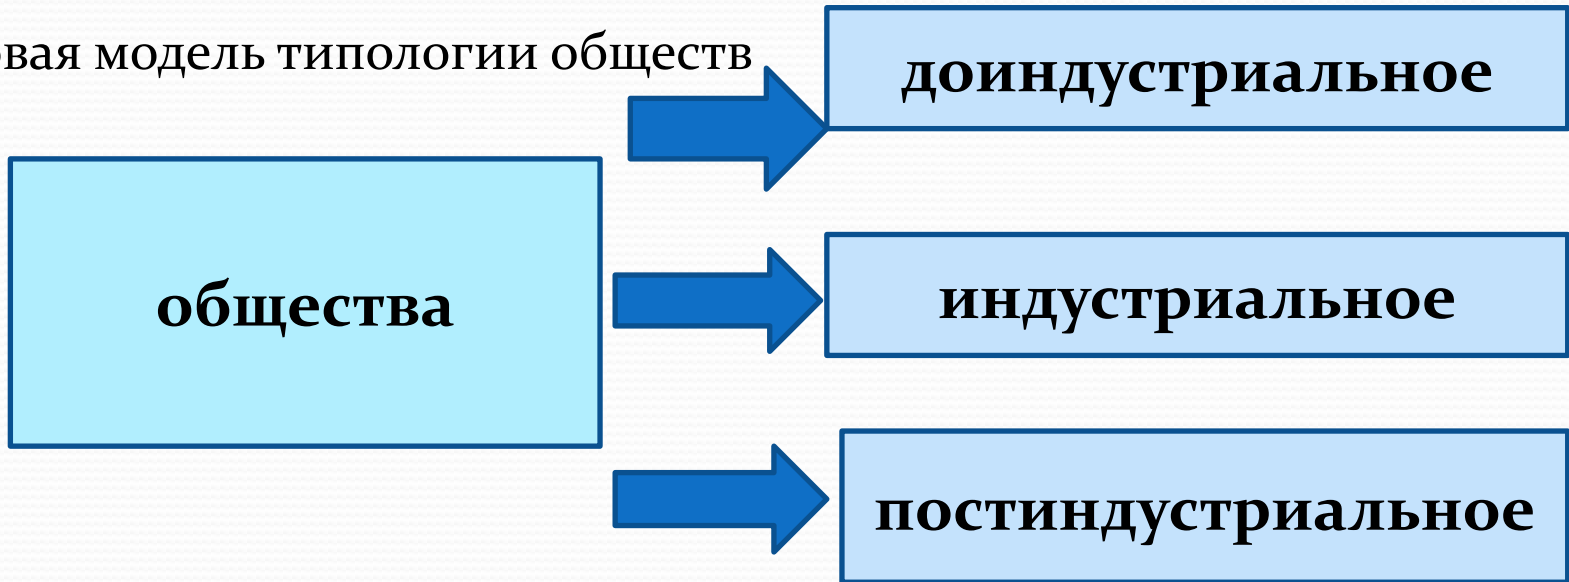 вая модель типологии обществ
доиндустриальное
общества
индустриальное
постиндустриальное